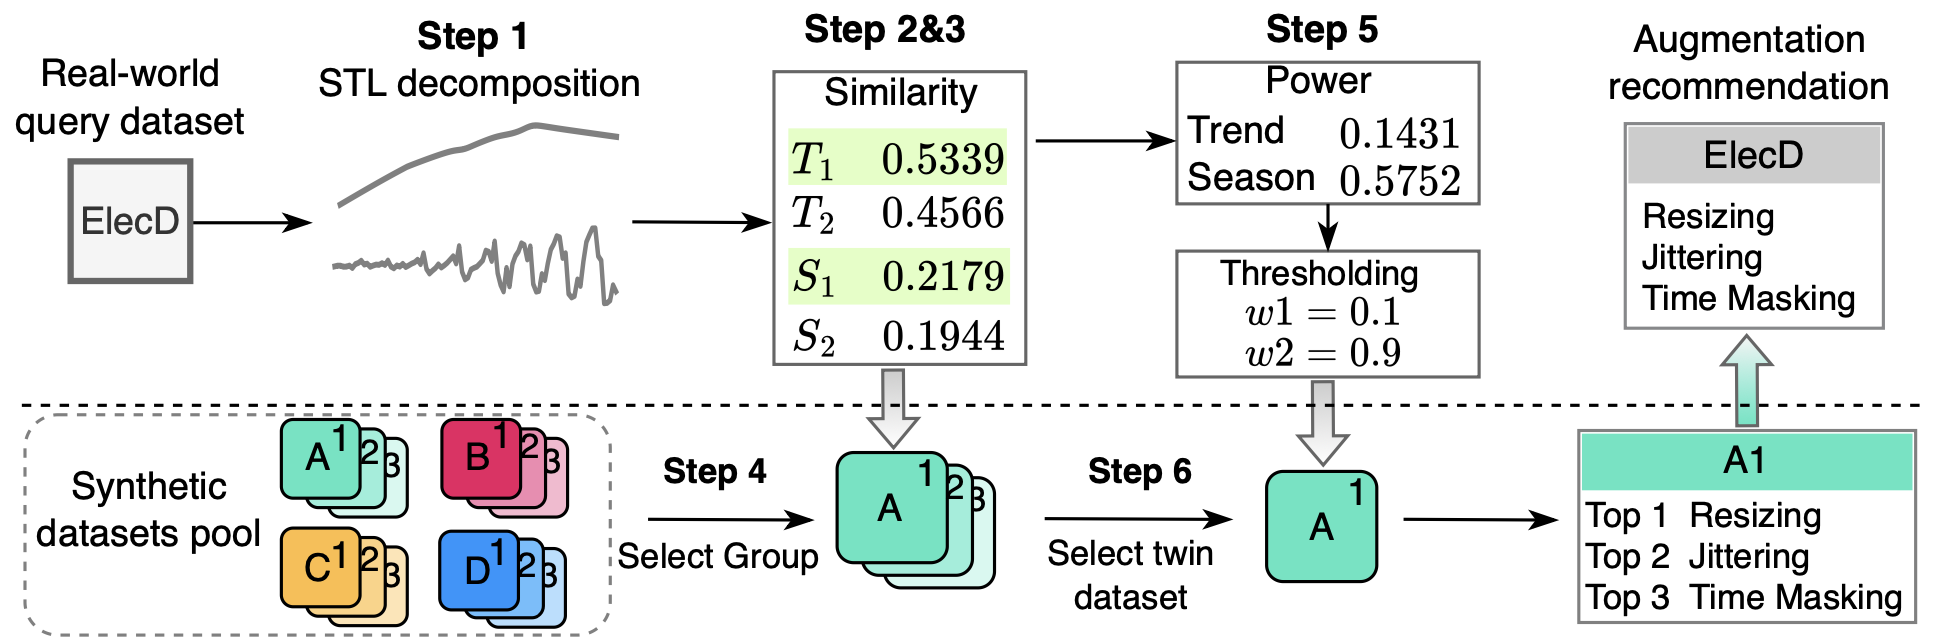 Real-world
query dataset
ElecD
Step 1
STL decomposition
Step 2&3
Similarity
T₁ 0.5339
T₂ 0.4566
S₁ 0.2179
S₂ 0.1944
Step 5
Power
Trend 0.1431
Season 0.5752
Thresholding
w1 = 0.1
w2 = 0.9
Augmentation
recommendation
ElecD
Resizing
Jittering
Time Masking
Synthetic
datasets pool
A 1 2 3
B 1 2 3
C 1 2 3
D 1 2 3
Step 4
Select Group
A 1 2 3
Step 6
Select twin
dataset
A 1
A1
Top 1 Resizing
Top 2 Jittering
Top 3 Time Masking